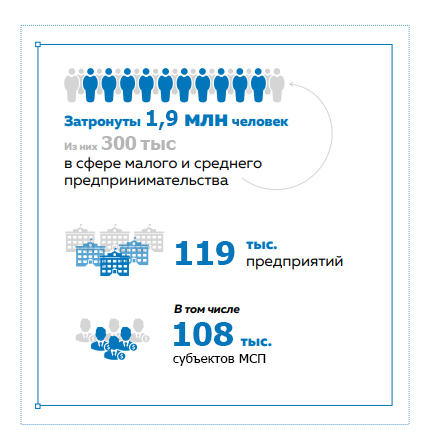 Затронуты 1,9 млн человек
Из них 300 тыс
в сфере малого и среднего
предпринимательства
119 тыс.
предприятий
В том числе
108 тыс.
субъектов МСП